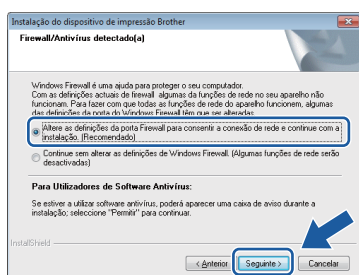 Instalação do dispositivo de impressão Brother
Firewall/Antivírus detectado(a)
Windows Firewall é uma ajuda para proteger o seu computador.
Com as definições actuais de firewall algumas da funções de rede no seu aparelho não
funcionam. Para fazer com que todas as funções de rede do aparelho funcionem, algumas
das definições da porta do Windows Firewall têm que ser alteradas.
Altere as definições da porta Firewall para consentir a conexão de rede e continue com a
instalação. (Recomendado)
Continue sem alterar as definições de Windows Firewall. (Algumas funções de rede serão
desactivadas)
Para Utilizadores de Software Antivírus:
Se estiver a utilizar software antivírus, poderá aparecer uma caixa de aviso durante a
instalação; seleccione "Permitir" para continuar.
InstallShield
< Anterior
Seguinte >
Cancelar